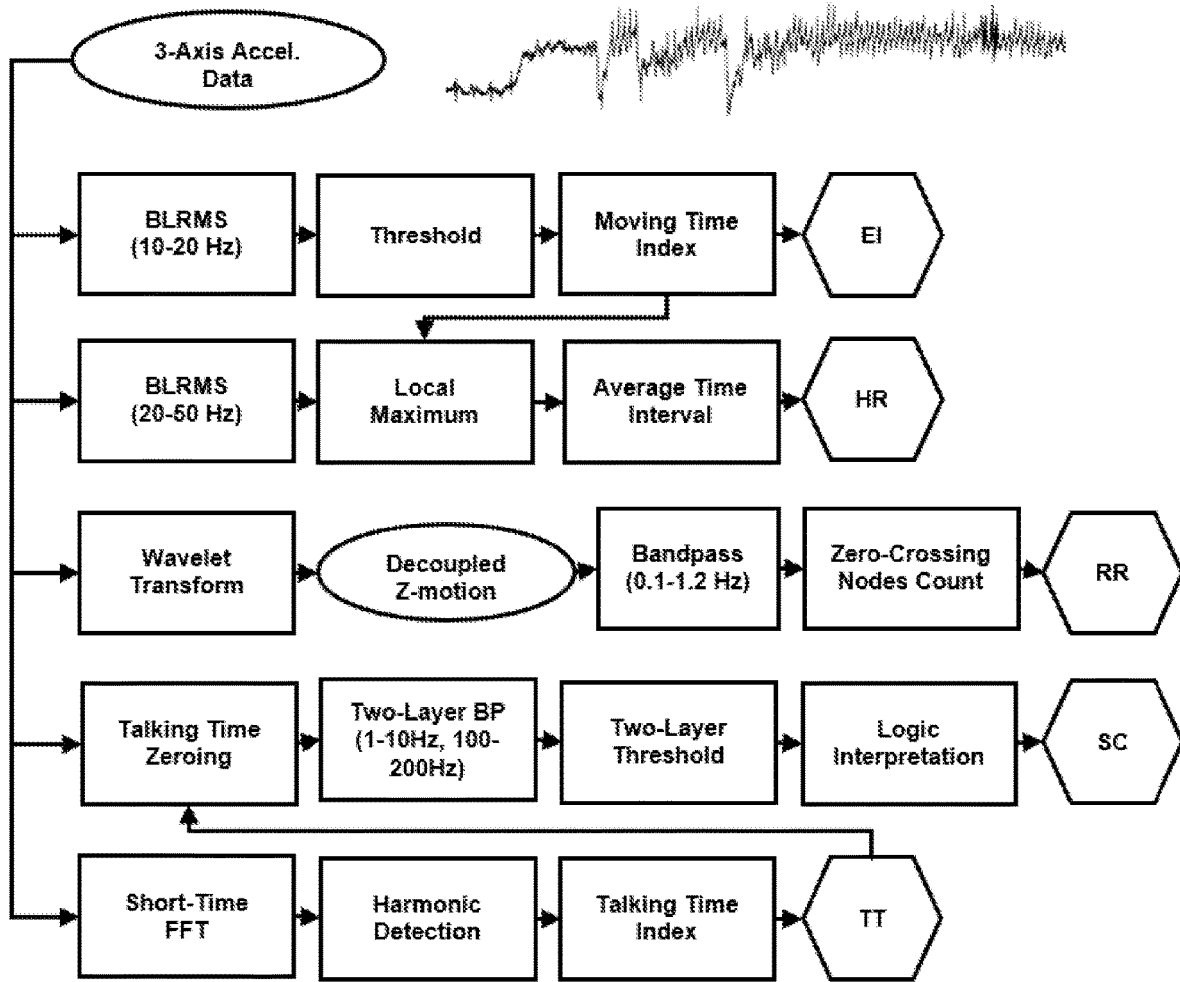 3-Axis Accel.
Data
BLRMS
(10-20 Hz)
Threshold
Moving Time
Index
EI
BLRMS
(20-50 Hz)
Local
Maximum
Average Time
Interval
HR
Wavelet
Transform
Decoupled
Z-motion
Bandpass
(0.1-1.2 Hz)
Zero-Crossing
Nodes Count
RR
Talking Time
Zeroing
Two-Layer BP
(1-10Hz, 100-
200Hz)
Two-Layer
Threshold
Logic
Interpretation
SC
Short-Time
FFT
Harmonic
Detection
Talking Time
Index
TT